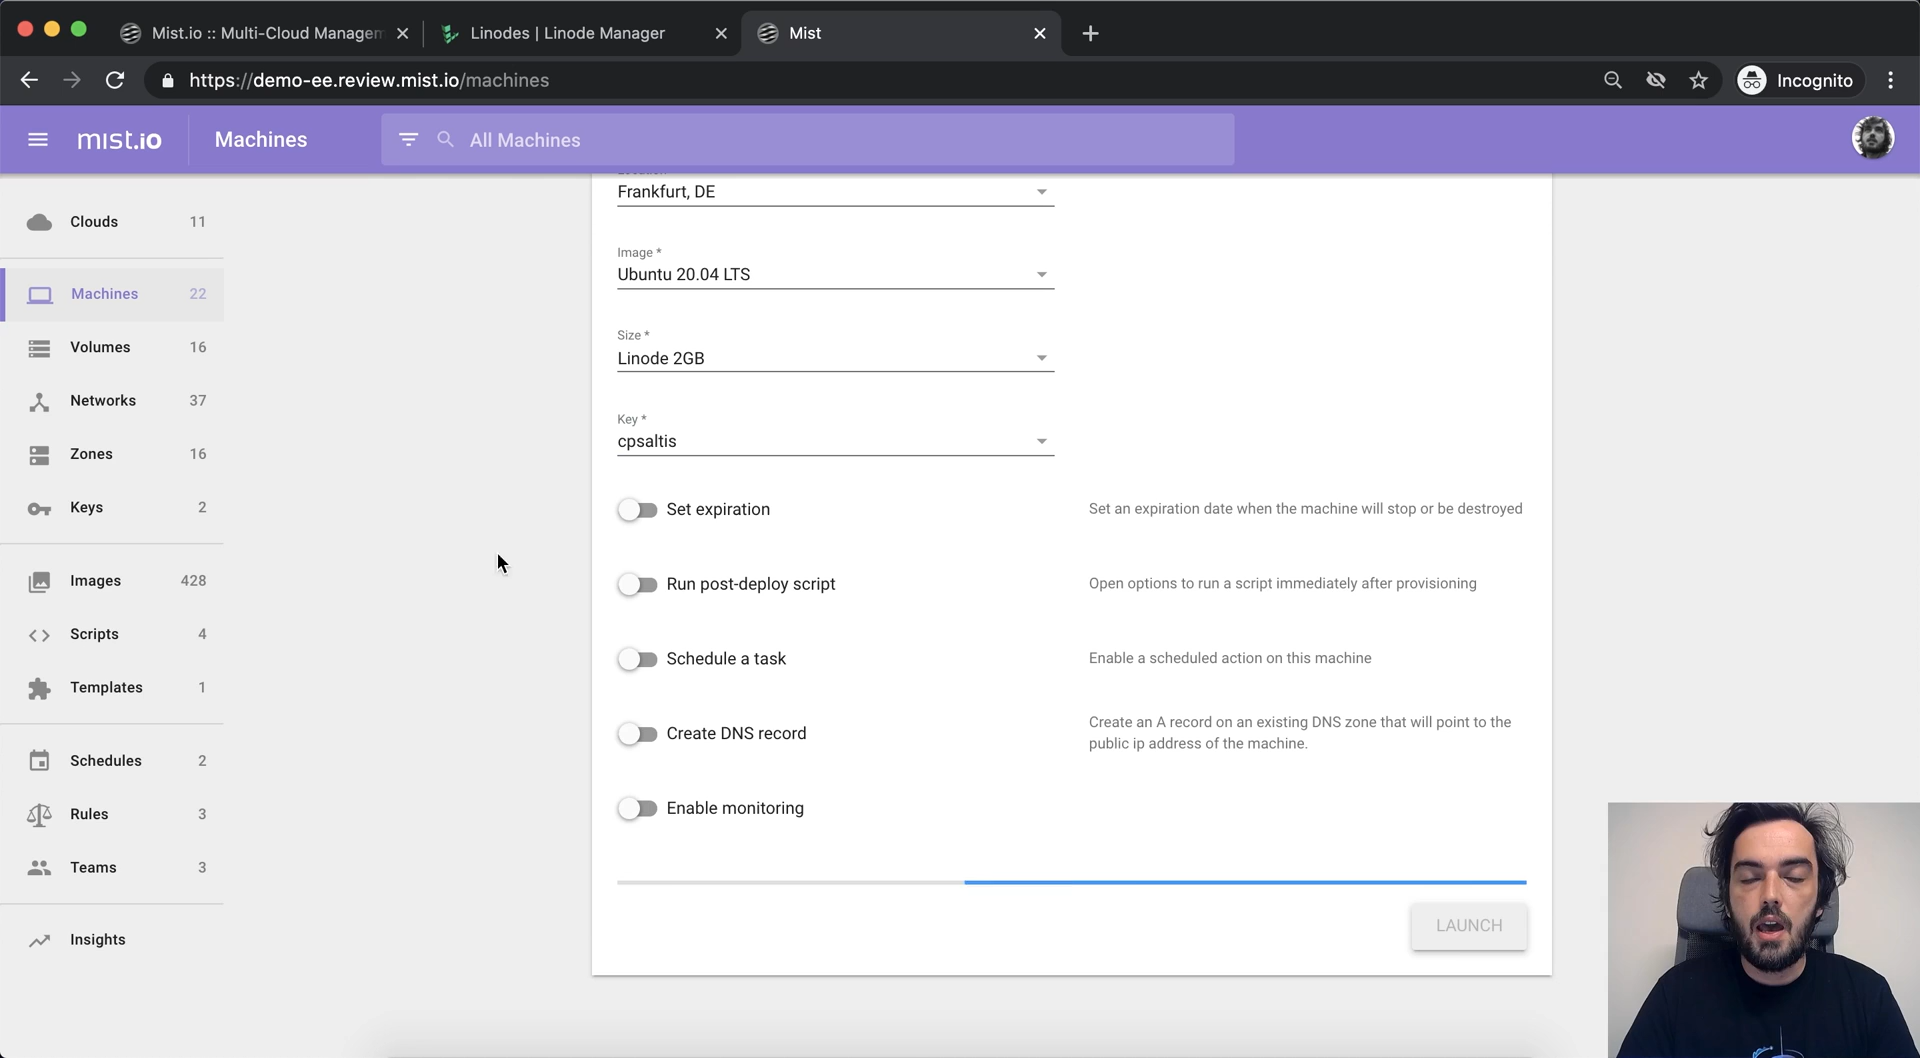 Mist.io :: Multi-Cloud Managem
Linodes | Linode Manager
Mist
https://demo-ee.review.mist.io/machines
Incognito
mist.io
Machines
All Machines
Clouds 11
Machines 22
Volumes 16
Networks 37
Zones 16
Keys 2
Images 428
Scripts 4
Templates 1
Schedules 2
Rules 3
Teams 3
Insights
Frankfurt, DE
Image *
Ubuntu 20.04 LTS
Size *
Linode 2GB
Key *
cpsaltis
Set expiration
Set an expiration date when the machine will stop or be destroyed
Run post-deploy script
Open options to run a script immediately after provisioning
Schedule a task
Enable a scheduled action on this machine
Create DNS record
Create an A record on an existing DNS zone that will point to the
public ip address of the machine.
Enable monitoring
LAUNCH